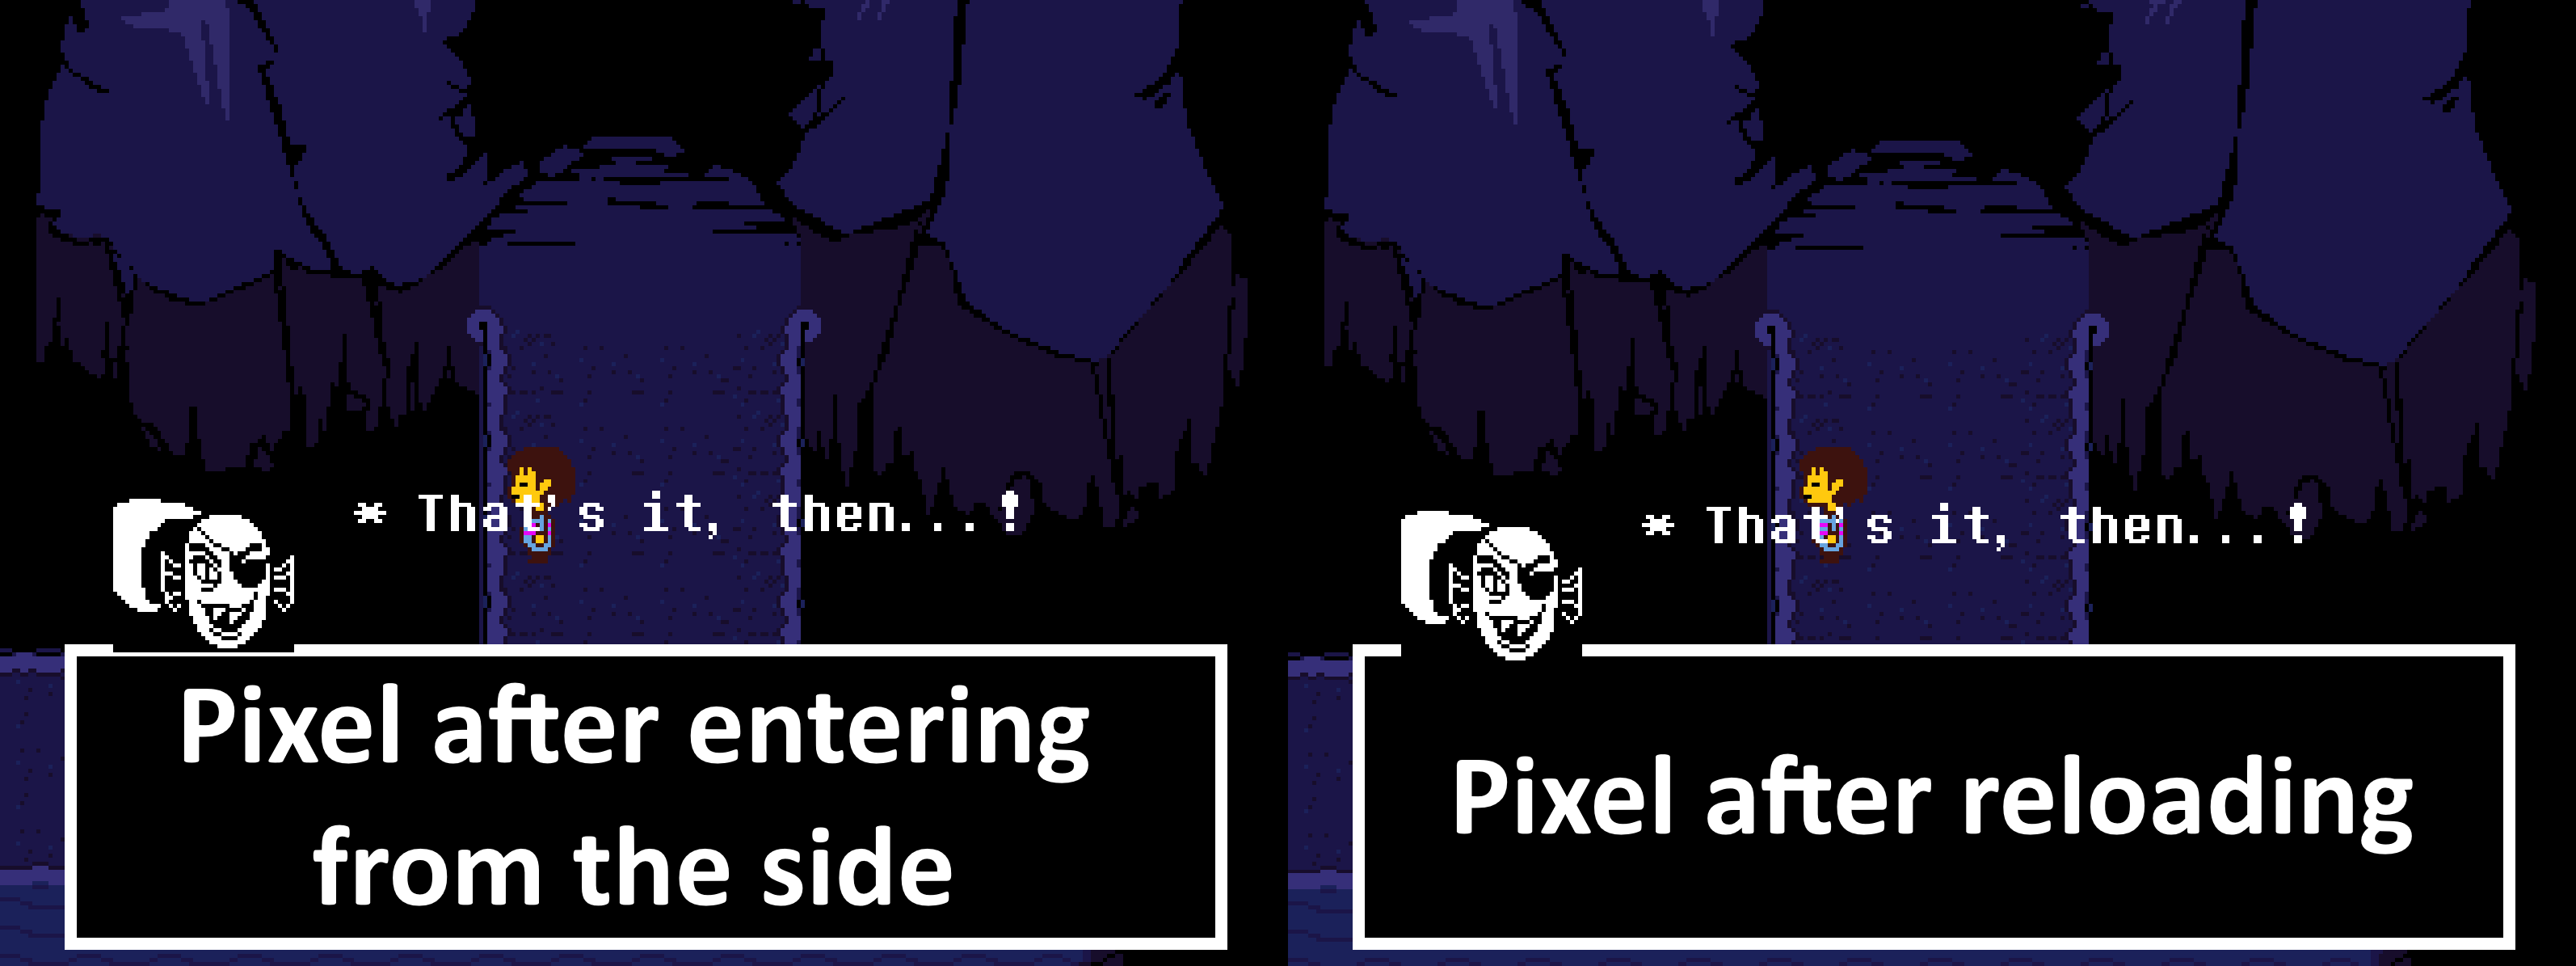 * That's it, then...!
Pixel after entering
from the side
* That's it, then...!
Pixel after reloading